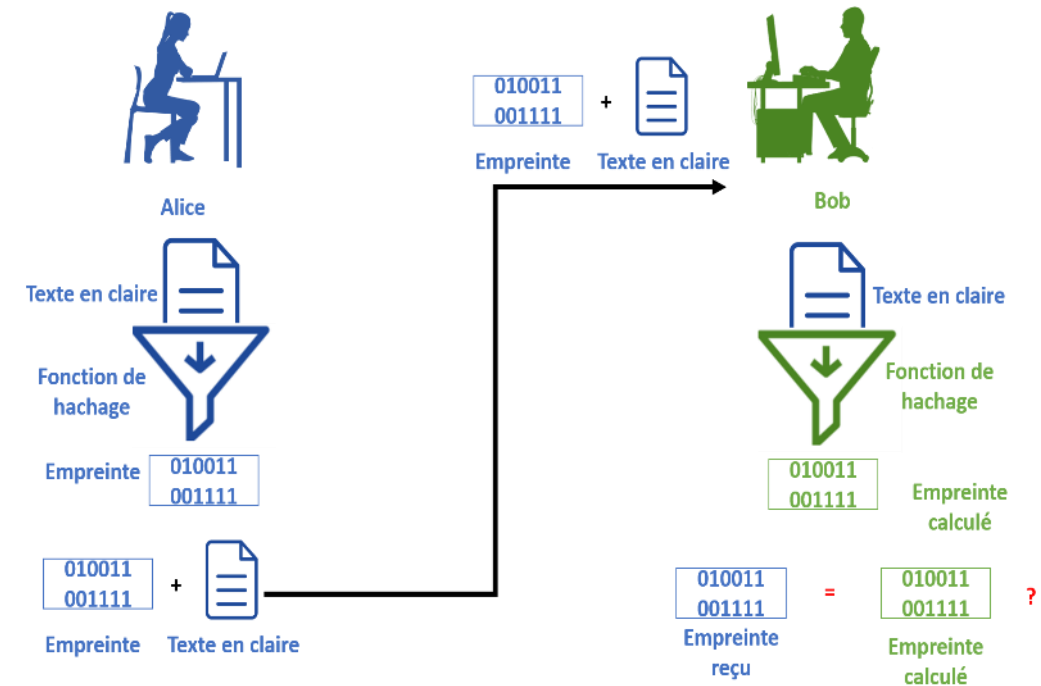 010011
001111
+
Empreinte
Texte en claire
Alice
Bob
Texte en claire
Fonction de
hachage
Empreinte
010011
001111
010011
001111
+
Empreinte
Texte en claire
Texte en claire
Fonction de
hachage
010011
001111
Empreinte
calculé
010011
001111
=
010011
001111
?
Empreinte
reçu
Empreinte
calculé